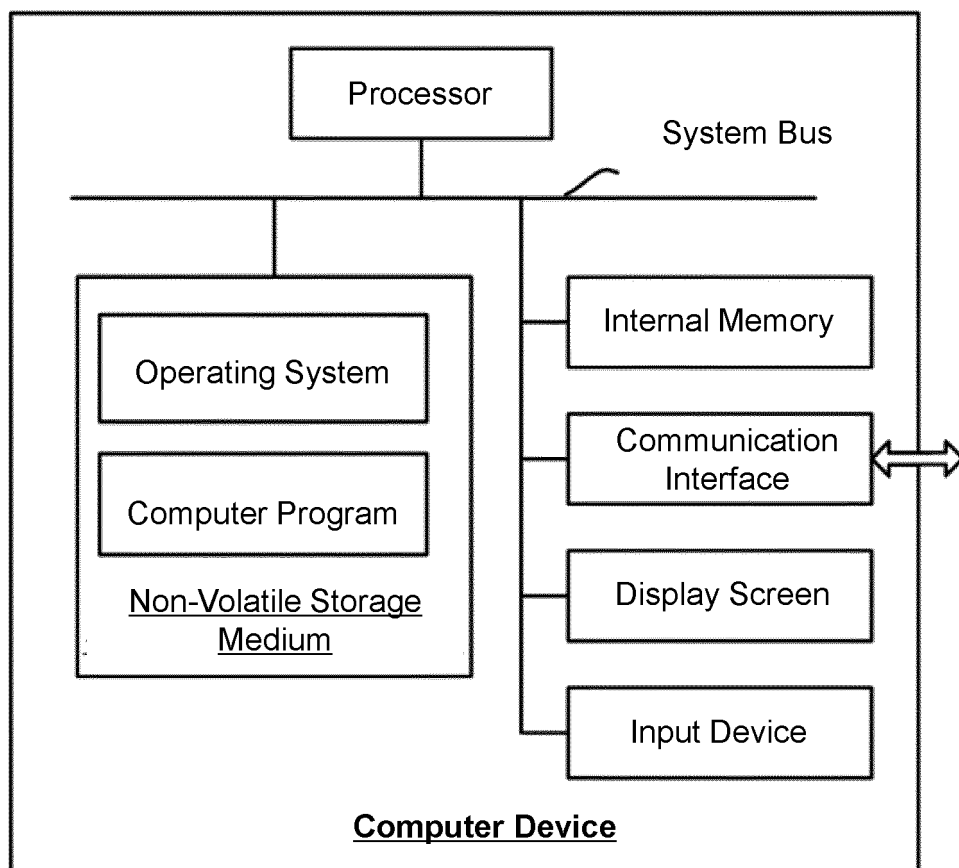 Processor
System Bus
Operating System
Computer Program
Non-Volatile Storage
Medium
Internal Memory
Communication
Interface
Display Screen
Input Device
Computer Device